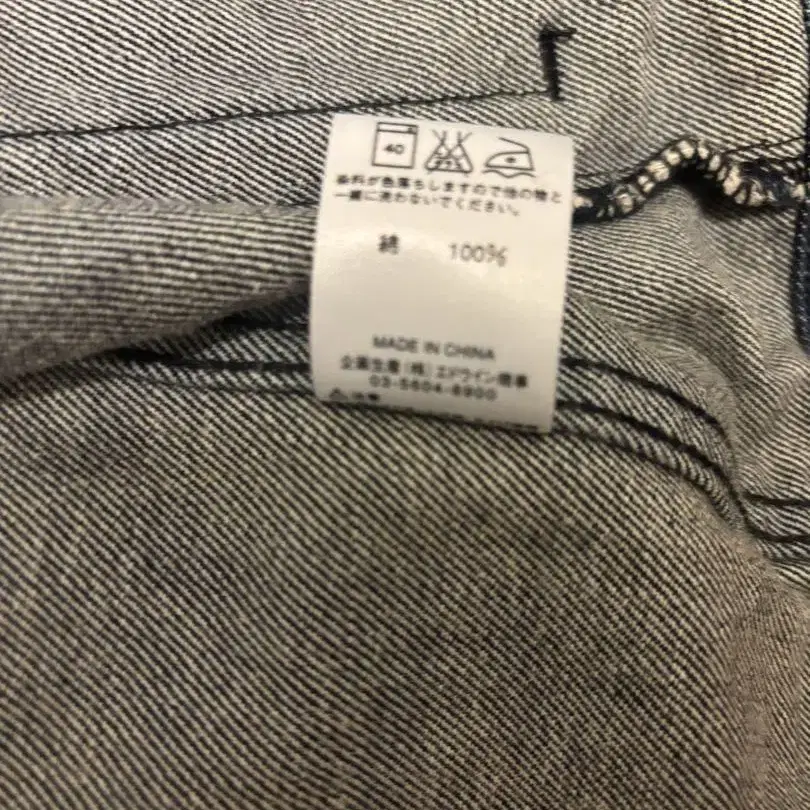 40
染料が色落ちしますので他の物と
一緒に洗わないでください。
綿 100%
MADE IN CHINA
企画生産(株)エドウイン商事
03-5604-8900